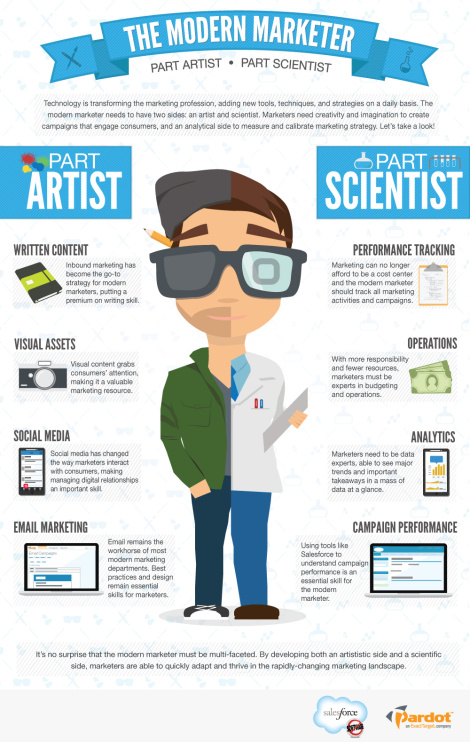 THE MODERN MARKETER
PART ARTIST • PART SCIENTIST
Technology is transforming the marketing profession, adding new tools, techniques, and strategies on a daily basis. The
modern marketer needs to have two sides: an artist and scientist. Marketers need creativity and imagination to create
campaigns that engage consumers, and an analytical side to measure and calibrate marketing strategy. Let's take a look!
PART
ARTIST
WRITTEN CONTENT
Inbound marketing has
become the go-to
strategy for modern
marketers, putting a
premium on writing skill.
VISUAL ASSETS
Visual content grabs
consumers' attention,
making it a valuable
marketing resource.
SOCIAL MEDIA
Social media has changed
the way marketers interact
with consumers, making
managing digital relationships
an important skill.
EMAIL MARKETING
Email remains the
workhorse of most
modern marketing
departments. Best
practices and design
remain essential
skills for marketers.
PART
SCIENTIST
PERFORMANCE TRACKING
Marketing can no longer
afford to be a cost center
and the modern marketer
should track all marketing
activities and campaigns.
OPERATIONS
With more responsibility
and fewer resources,
marketers must be
experts in budgeting
and operations.
ANALYTICS
Marketers need to be data
experts, able to see major
trends and important
takeaways in a mass
of data at a glance.
CAMPAIGN PERFORMANCE
Using tools like
Salesforce to
understand campaign
performance is an
essential skill for
the modern
marketer.
It's no surprise that the modern marketer must be multi-faceted. By developing both an artististic side and a scientific
side, marketers are able to quickly adapt and thrive in the rapidly-changing marketing landscape.
salesforce
SOFTWARE
Pardot
an ExactTarget company